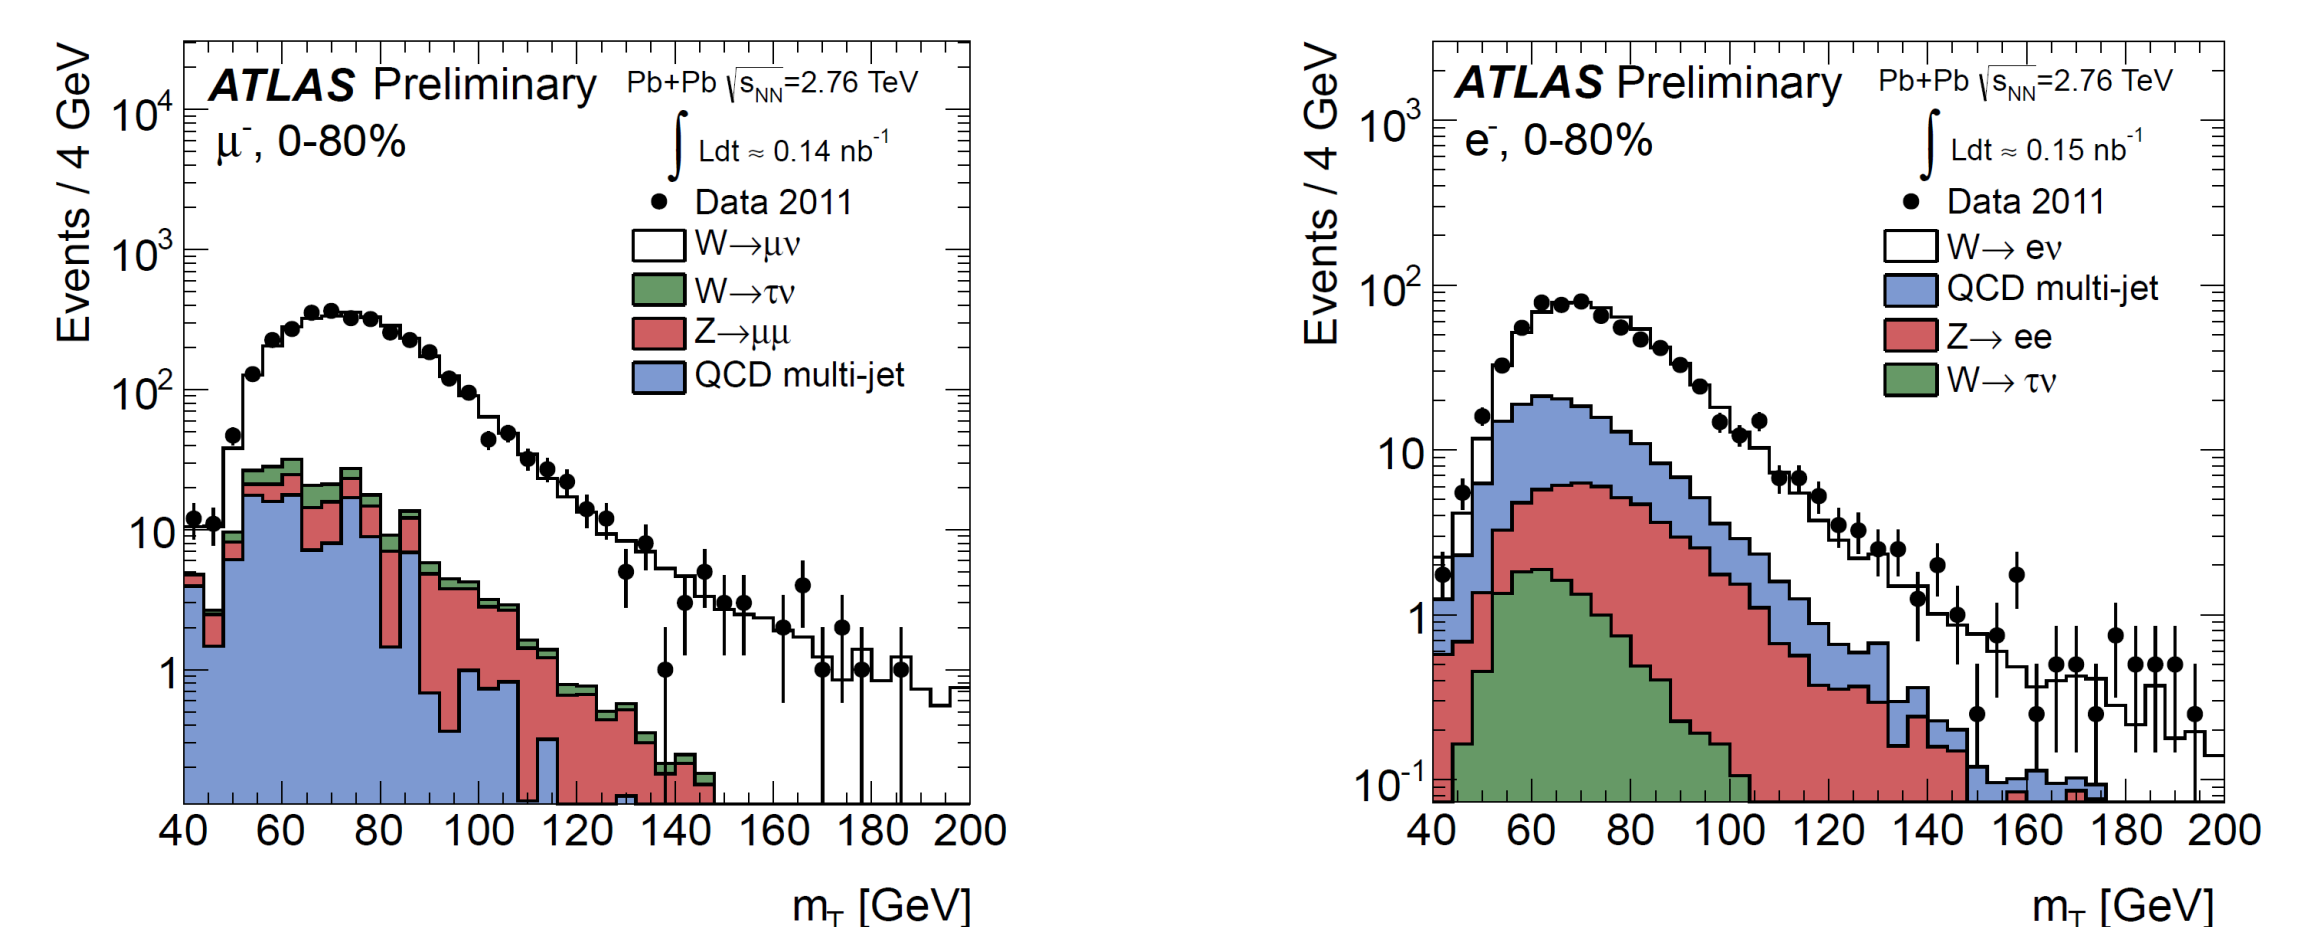 ATLAS Preliminary
Pb+Pb √sNN=2.76 TeV
μ-, 0-80%
∫ Ldt ≈ 0.14 nb-1
Data 2011
W→μν
W→τν
Z→μμ
QCD multi-jet
Events / 4 GeV
10^4
10^3
10^2
10
1
40 60 80 100 120 140 160 180 200
mT [GeV]
ATLAS Preliminary
Pb+Pb √sNN=2.76 TeV
e-, 0-80%
∫ Ldt ≈ 0.15 nb-1
Data 2011
W→ eν
QCD multi-jet
Z→ ee
W→ τν
Events / 4 GeV
10^3
10^2
10
1
10^-1
40 60 80 100 120 140 160 180 200
mT [GeV]